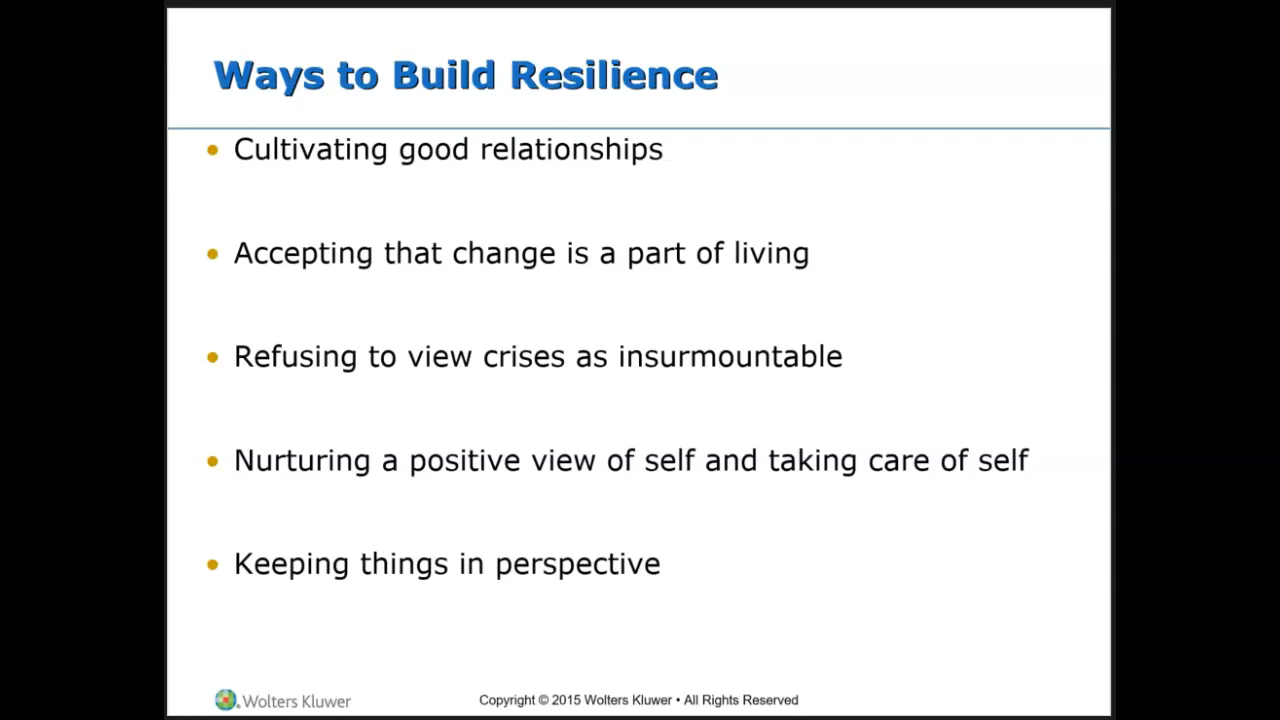 Ways to Build Resilience
• Cultivating good relationships
• Accepting that change is a part of living
• Refusing to view crises as insurmountable
• Nurturing a positive view of self and taking care of self
• Keeping things in perspective
Wolters Kluwer
Copyright © 2015 Wolters Kluwer • All Rights Reserved